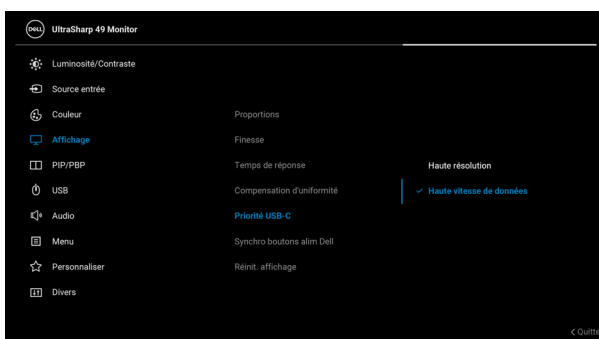 DELL UltraSharp 49 Monitor
Luminosité/Contraste
Source entrée
Couleur
Affichage
PIP/PBP
USB
Audio
Menu
Personnaliser
Divers
Proportions
Finesse
Temps de réponse
Compensation d'uniformité
Priorité USB-C
Synchro boutons alim Dell
Réinit. affichage
Haute résolution
Haute vitesse de données
Quitte